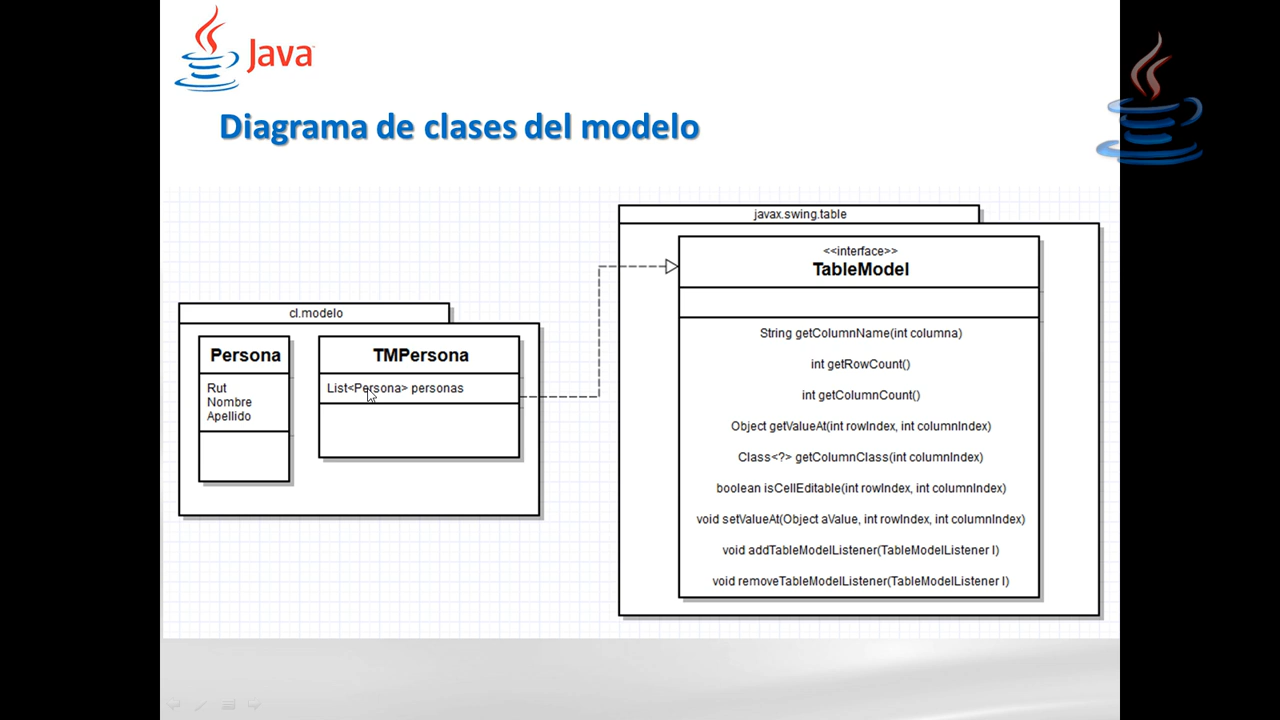 Java
Diagrama de clases del modelo
cl.modelo
Persona
Rut
Nombre
Apellido
TMPersona
List<Persona> personas
javax.swing.table
<<interface>>
TableModel
String getColumnName(int columna)
int getRowCount()
int getColumnCount()
Object getValueAt(int rowIndex, int columnIndex)
Class<?> getColumnClass(int columnIndex)
boolean isCellEditable(int rowIndex, int columnIndex)
void setValueAt(Object aValue, int rowIndex, int columnIndex)
void addTableModelListener(TableModelListener l)
void removeTableModelListener(TableModelListener l)